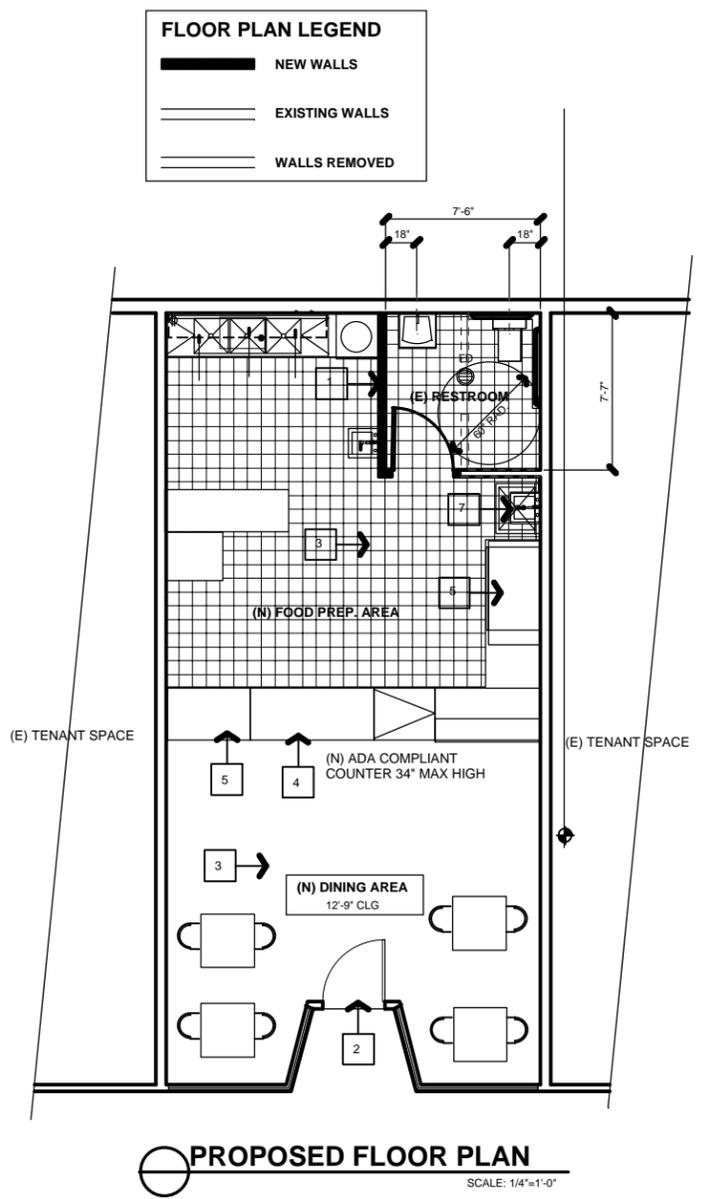 FLOOR PLAN LEGEND
NEW WALLS
EXISTING WALLS
WALLS REMOVED
7'-6"
18"
18"
1
(E) RESTROOM
60" RAD.
7'-7"
7
3
5
(N) FOOD PREP. AREA
(E) TENANT SPACE
(E) TENANT SPACE
(N) ADA COMPLIANT
COUNTER 34" MAX HIGH
5
4
3
(N) DINING AREA
12'-9" CLG
2
PROPOSED FLOOR PLAN
SCALE: 1/4"=1'-0"